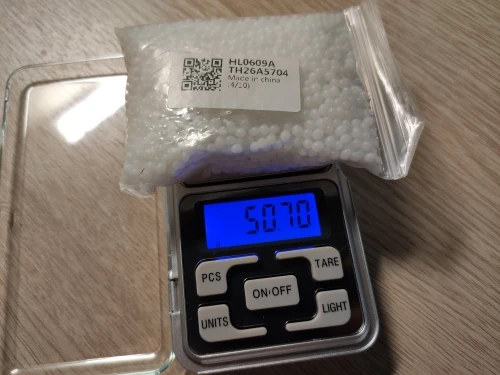 HL0609A
TH26A5704
Made in china
(4/10)
50.70
PCS
TARE
ON/OFF
UNITS
LIGHT